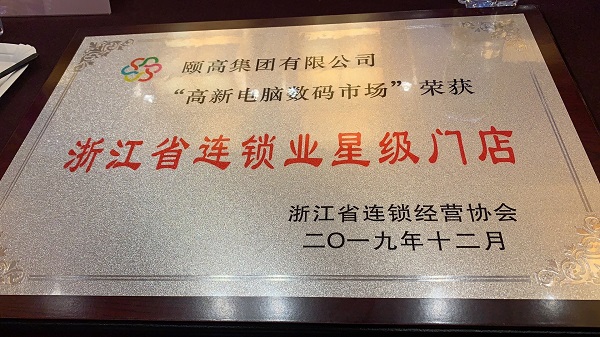 颐高集团有限公司
“高新电脑数码市场”荣获
浙江省连锁业星级门店
浙江省连锁经营协会
二〇一九年十二月